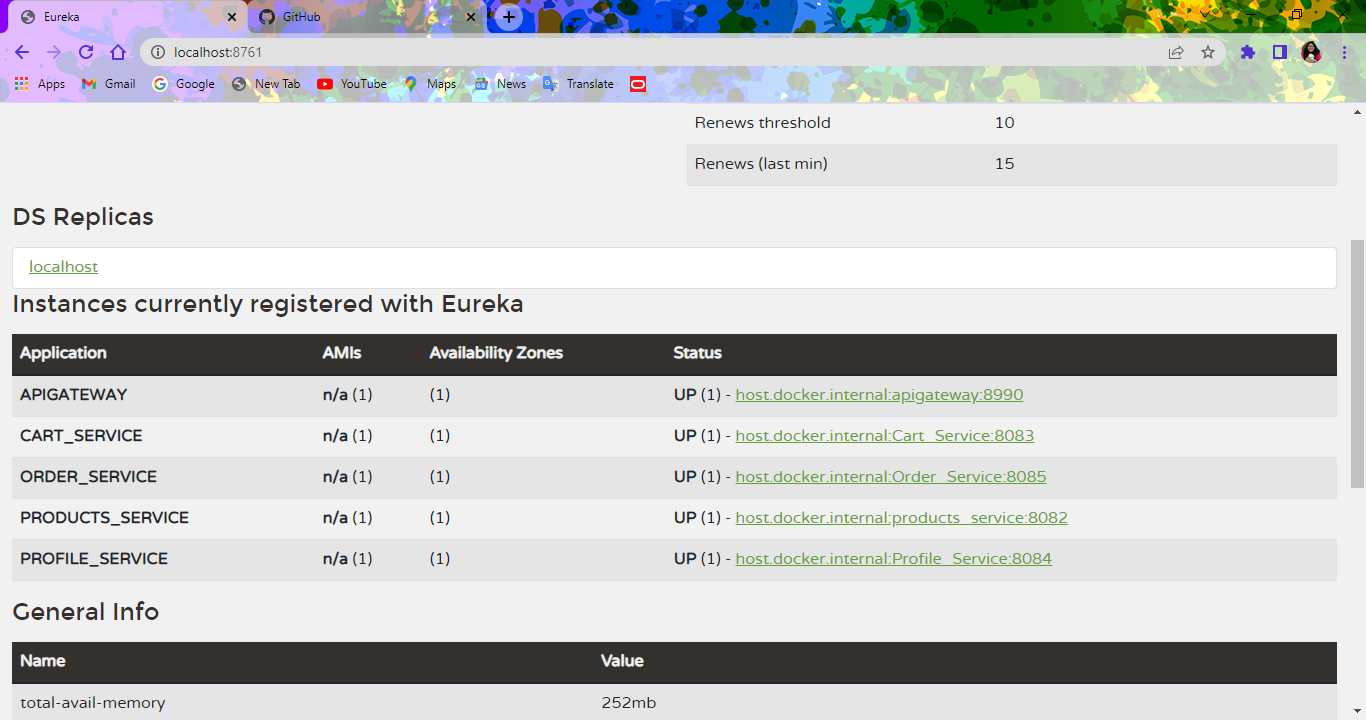 Eureka
GitHub
localhost:8761
Apps Gmail Google New Tab YouTube Maps News Translate
Renews threshold 10
Renews (last min) 15
DS Replicas
localhost
Instances currently registered with Eureka
Application AMIs Availability Zones Status
APIGATEWAY n/a (1) (1) UP (1) - host.docker.internal:apigateway:8990
CART_SERVICE n/a (1) (1) UP (1) - host.docker.internal:Cart_Service:8083
ORDER_SERVICE n/a (1) (1) UP (1) - host.docker.internal:Order_Service:8085
PRODUCTS_SERVICE n/a (1) (1) UP (1) - host.docker.internal:products_service:8082
PROFILE_SERVICE n/a (1) (1) UP (1) - host.docker.internal:Profile_Service:8084
General Info
Name Value
total-avail-memory 252mb